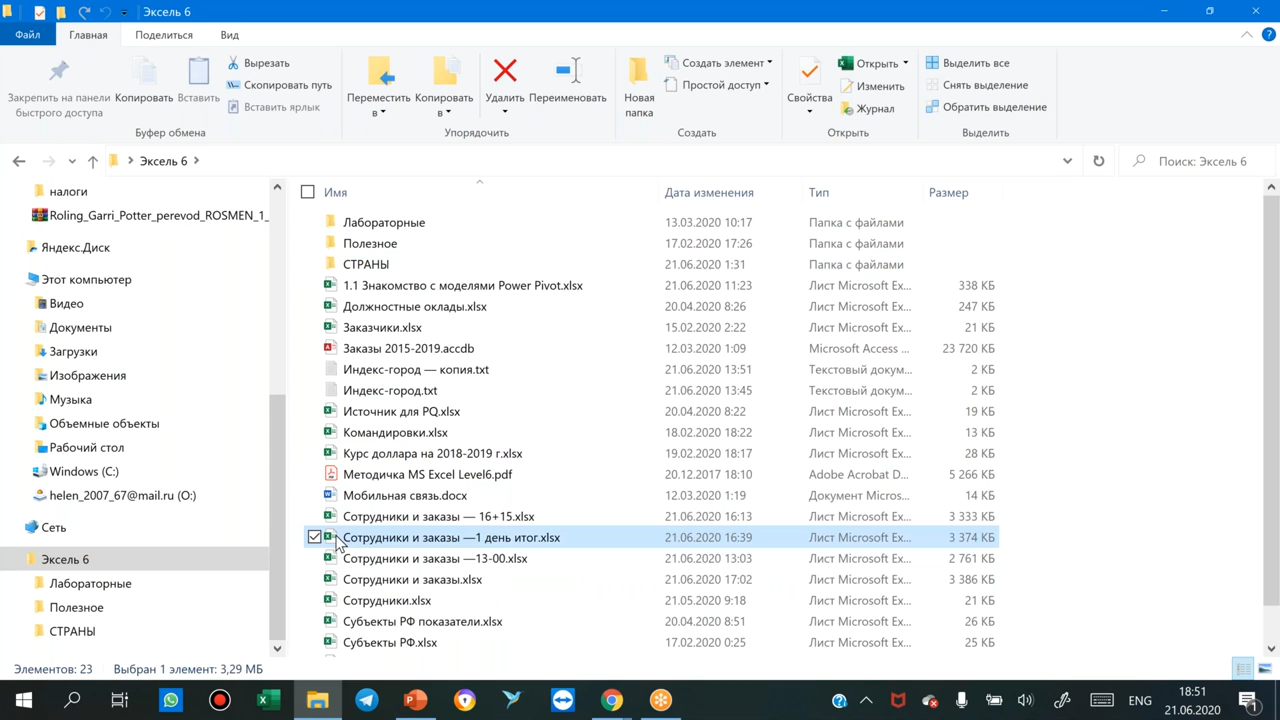 Эксель 6
Файл
Главная
Поделиться
Вид
Закрепить на панели
быстрого доступа
Копировать
Вставить
Вырезать
Скопировать путь
Вставить ярлык
Буфер обмена
Переместить
в
Копировать
в
Удалить
Переименовать
Упорядочить
Новая
папка
Создать элемент
Простой доступ
Создать
Свойства
Открыть
Изменить
Журнал
Открыть
Выделить все
Снять выделение
Обратить выделение
Выделить
Эксель 6
Поиск: Эксель 6
налоги
Roling_Garri_Potter_perevod_ROSMEN_1_
Яндекс.Диск
Этот компьютер
Видео
Документы
Загрузки
Изображения
Музыка
Объемные объекты
Рабочий стол
Windows (C:)
helen_2007_67@mail.ru (O:)
Сеть
Эксель 6
Лабораторные
Полезное
СТРАНЫ
Имя Дата изменения Тип Размер
Лабораторные 13.03.2020 10:17 Папка с файлами
Полезное 17.02.2020 17:26 Папка с файлами
СТРАНЫ 21.06.2020 1:31 Папка с файлами
1.1 Знакомство с моделями Power Pivot.xlsx 21.06.2020 11:23 Лист Microsoft Ex... 338 КБ
Должностные оклады.xlsx 20.04.2020 8:26 Лист Microsoft Ex... 247 КБ
Заказчики.xlsx 15.02.2020 2:22 Лист Microsoft Ex... 21 КБ
Заказы 2015-2019.accdb 12.03.2020 1:09 Microsoft Access ... 23 720 КБ
Индекс-город — копия.txt 21.06.2020 13:51 Текстовый докум... 2 КБ
Индекс-город.txt 21.06.2020 13:45 Текстовый докум... 2 КБ
Источник для PQ.xlsx 20.04.2020 8:22 Лист Microsoft Ex... 19 КБ
Командировки.xlsx 18.02.2020 18:22 Лист Microsoft Ex... 13 КБ
Курс доллара на 2018-2019 г.xlsx 19.02.2020 18:17 Лист Microsoft Ex... 28 КБ
Методичка MS Excel Level6.pdf 20.12.2017 18:10 Adobe Acrobat D... 5 266 КБ
Мобильная связь.docx 12.03.2020 1:19 Документ Micros... 14 КБ
Сотрудники и заказы — 16+15.xlsx 21.06.2020 16:13 Лист Microsoft Ex... 3 333 КБ
Сотрудники и заказы —1 день итог.xlsx 21.06.2020 16:39 Лист Microsoft Ex... 3 374 КБ
Сотрудники и заказы —13-00.xlsx 21.06.2020 13:03 Лист Microsoft Ex... 2 761 КБ
Сотрудники и заказы.xlsx 21.06.2020 17:02 Лист Microsoft Ex... 3 386 КБ
Сотрудники.xlsx 21.05.2020 9:18 Лист Microsoft Ex... 21 КБ
Субъекты РФ показатели.xlsx 20.04.2020 8:51 Лист Microsoft Ex... 26 КБ
Субъекты РФ.xlsx 17.02.2020 0:25 Лист Microsoft Ex... 25 КБ
Элементов: 23 Выбран 1 элемент: 3,29 МБ
ENG
18:51
21.06.2020
1